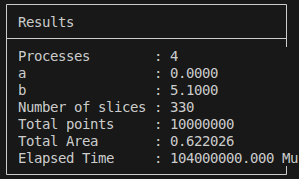 Results
Processes : 4
a : 0.0000
b : 5.1000
Number of slices : 330
Total points : 10000000
Total Area : 0.622026
Elapsed Time : 104000000.000 Mu